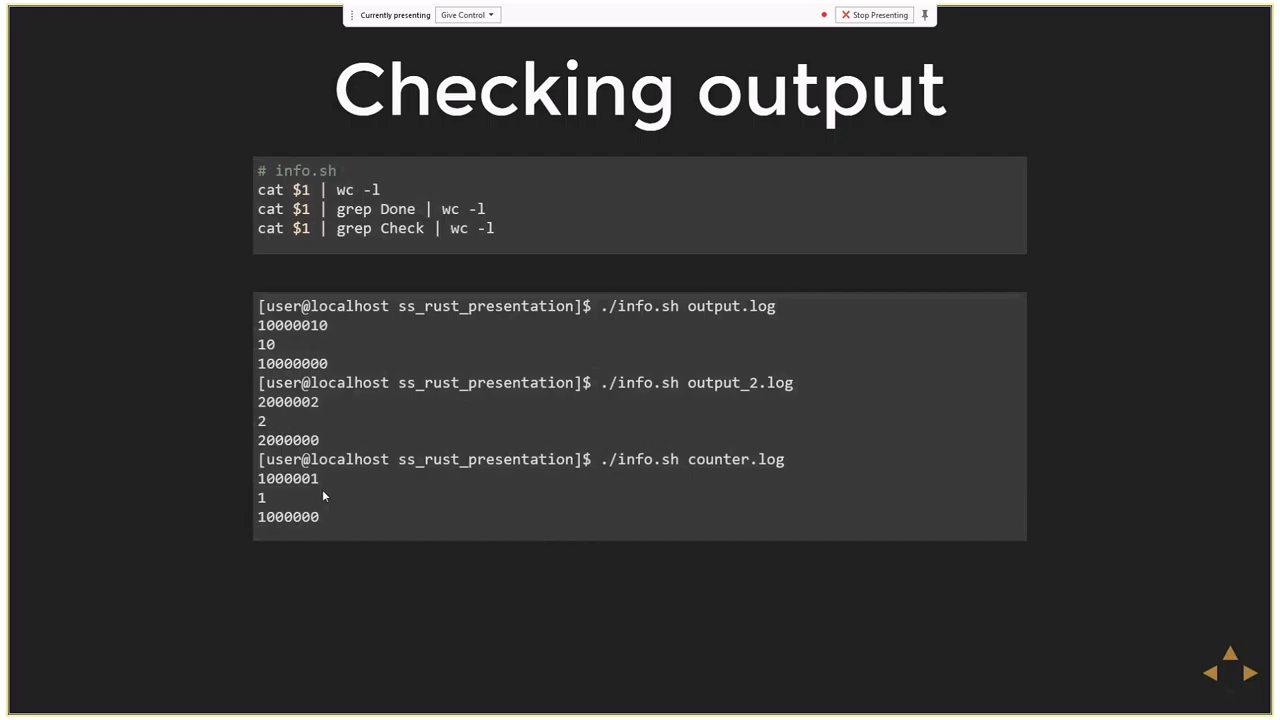 Currently presenting Give Control Stop Presenting
Checking output
# info.sh
cat $1 | wc -l
cat $1 | grep Done | wc -l
cat $1 | grep Check | wc -l
[user@localhost ss_rust_presentation]$ ./info.sh output.log
10000010
10
10000000
[user@localhost ss_rust_presentation]$ ./info.sh output_2.log
2000002
2
2000000
[user@localhost ss_rust_presentation]$ ./info.sh counter.log
1000001
1
1000000